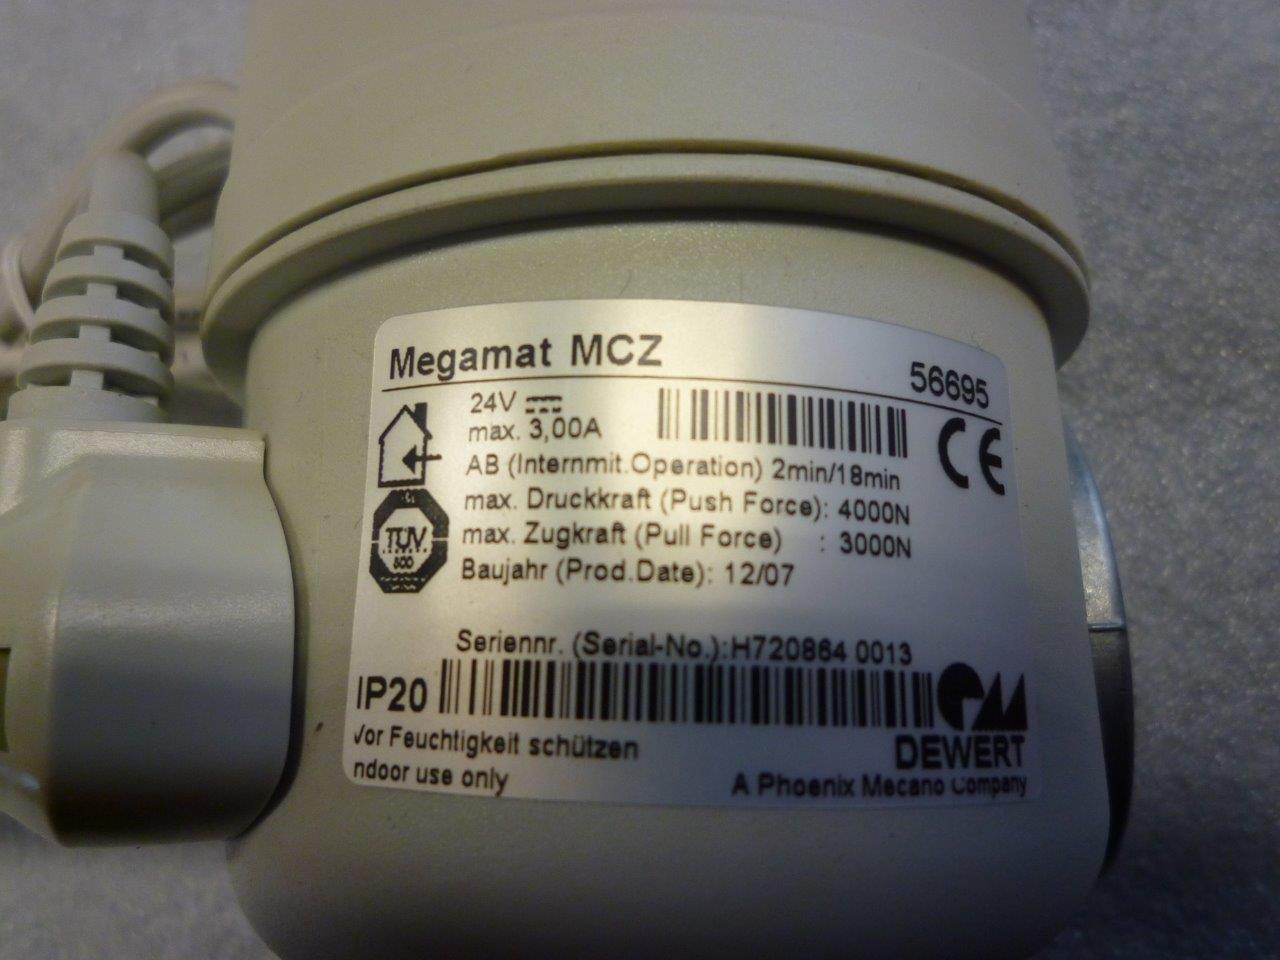 Megamat MCZ
56695
24V
max. 3,00A
CE
AB (Internmit.Operation) 2min/18min
max. Druckkraft (Push Force): 4000N
max. Zugkraft (Pull Force) : 3000N
TÜV
Baujahr (Prod.Date): 12/07
Seriennr. (Serial-No.): H720864 0013
IP20
Vor Feuchtigkeit schützen
DEWERT
ndoor use only
A Phoenix Mecano Company